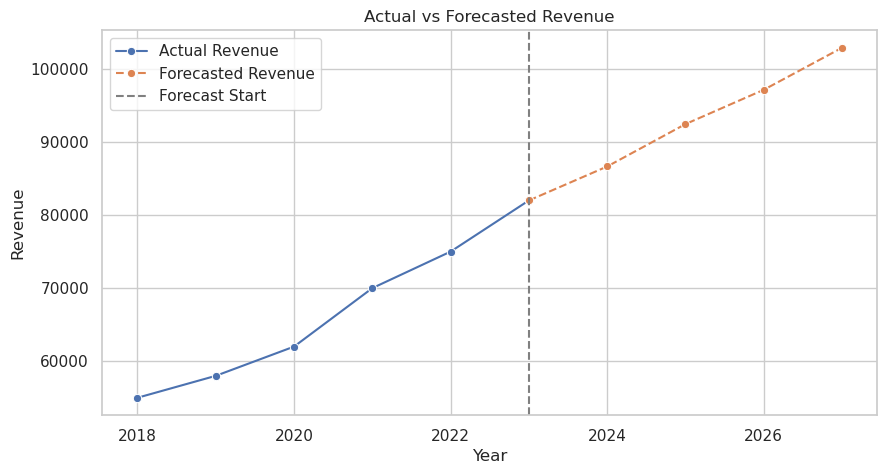 Actual vs Forecasted Revenue
Actual Revenue
Forecasted Revenue
Forecast Start
100000
90000
80000
70000
60000
Revenue
2018
2020
2022
2024
2026
Year